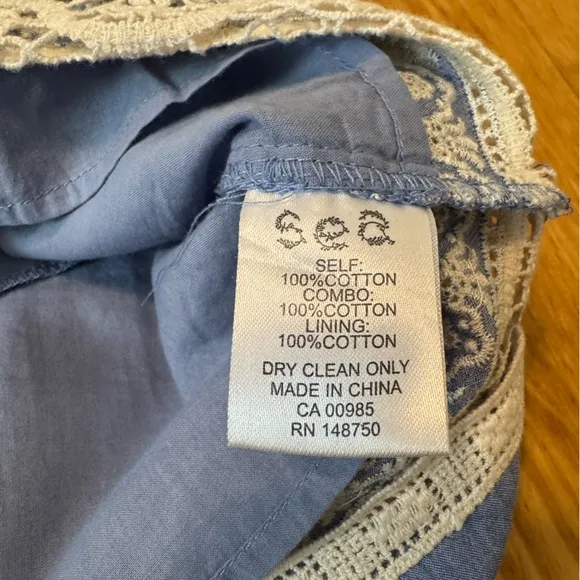 Sea
SELF:
100%COTTON
COMBO:
100%COTTON
LINING:
100%COTTON
DRY CLEAN ONLY
MADE IN CHINA
CA 00985
RN 148750